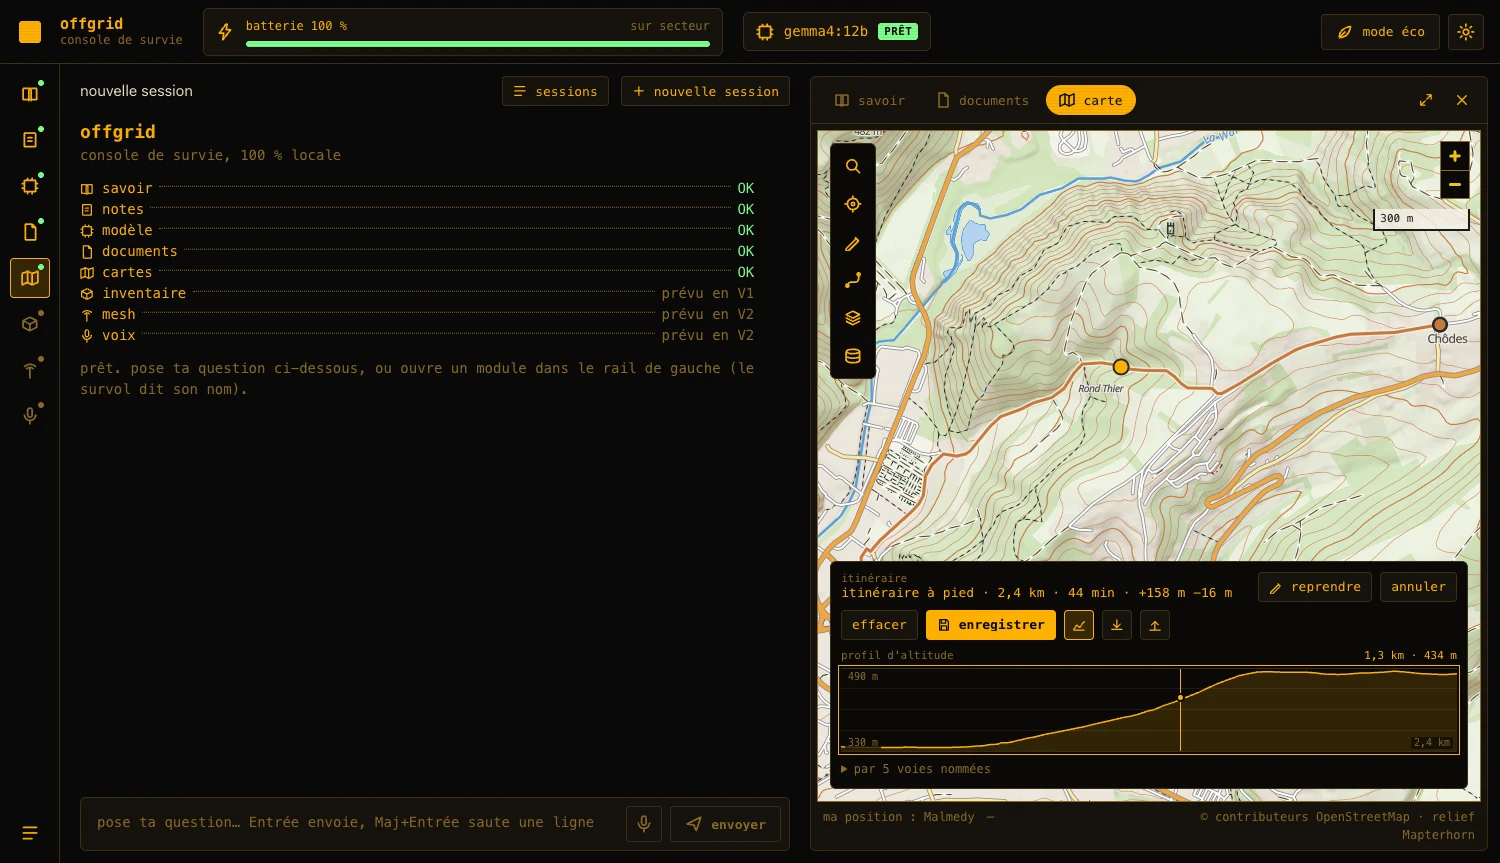 offgrid
console de survie
batterie 100 %
sur secteur
gemma4:12b
PRÊT
mode éco
nouvelle session
sessions
nouvelle session
offgrid
console de survie, 100 % locale
savoir OK
notes OK
modèle OK
documents OK
cartes OK
inventaire prévu en V1
mesh prévu en V2
voix prévu en V2
prêt. pose ta question ci-dessous, ou ouvre un module dans le rail de gauche (le
survol dit son nom).
pose ta question… Entrée envoie, Maj+Entrée saute une ligne
envoyer
savoir
documents
carte
+
−
300 m
Chôdes
Rond Thier
itinéraire
itinéraire à pied · 2,4 km · 44 min · +158 m −16 m
reprendre
annuler
effacer
enregistrer
profil d'altitude
1,3 km · 434 m
490 m
330 m
2,4 km
par 5 voies nommées
ma position : Malmedy —
© contributeurs OpenStreetMap · relief
Mapterhorn